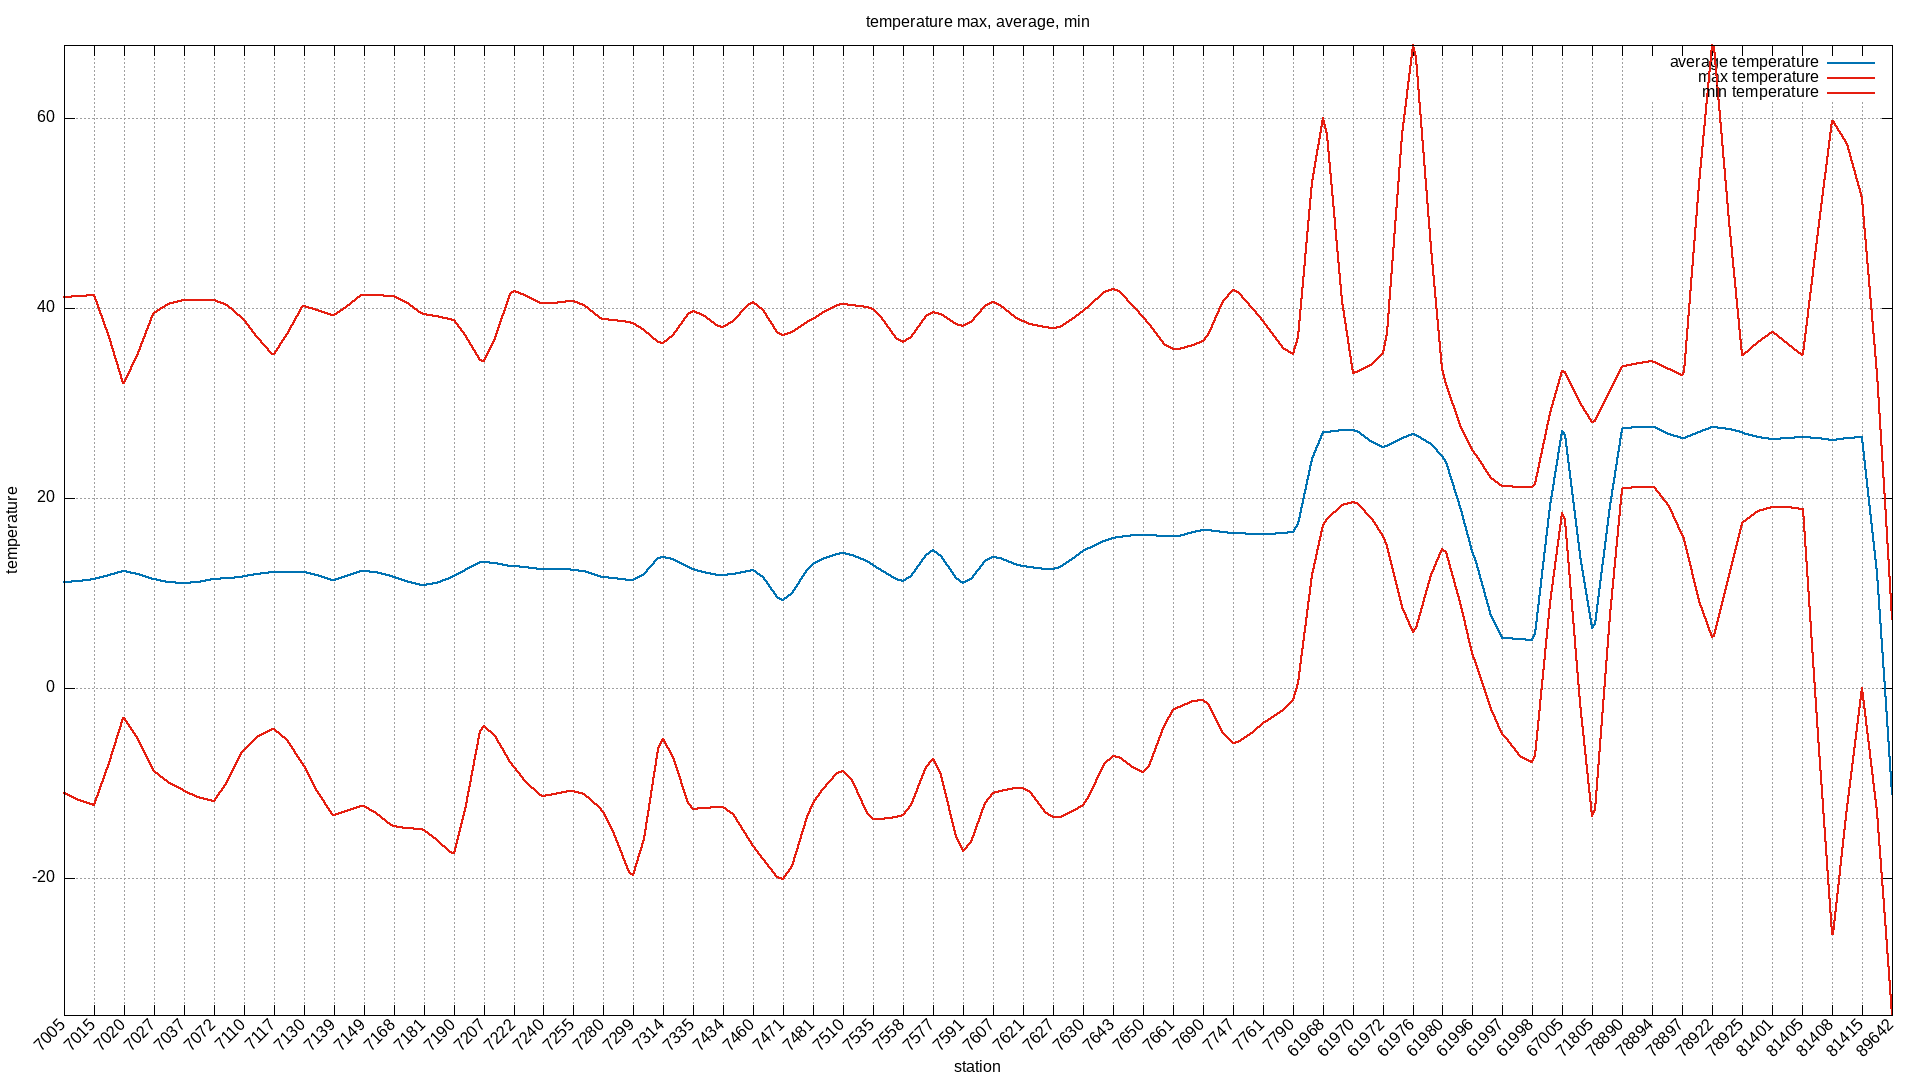 temperature max, average, min
average temperature
max temperature
min temperature
60
40
20
0
-20
temperature
7005 7015 7020 7027 7037 7072 7110 7117 7130 7139 7149 7168 7181 7190 7207 7222 7240 7255 7280 7299 7314 7335 7434 7460 7471 7481 7510 7535 7558 7577 7591 7607 7621 7627 7630 7643 7650 7661 7690 7747 7761 7790 61968 61970 61972 61976 61980 61996 61997 61998 67005 71805 78890 78894 78897 78922 78925 81401 81405 81408 81415 89642
station